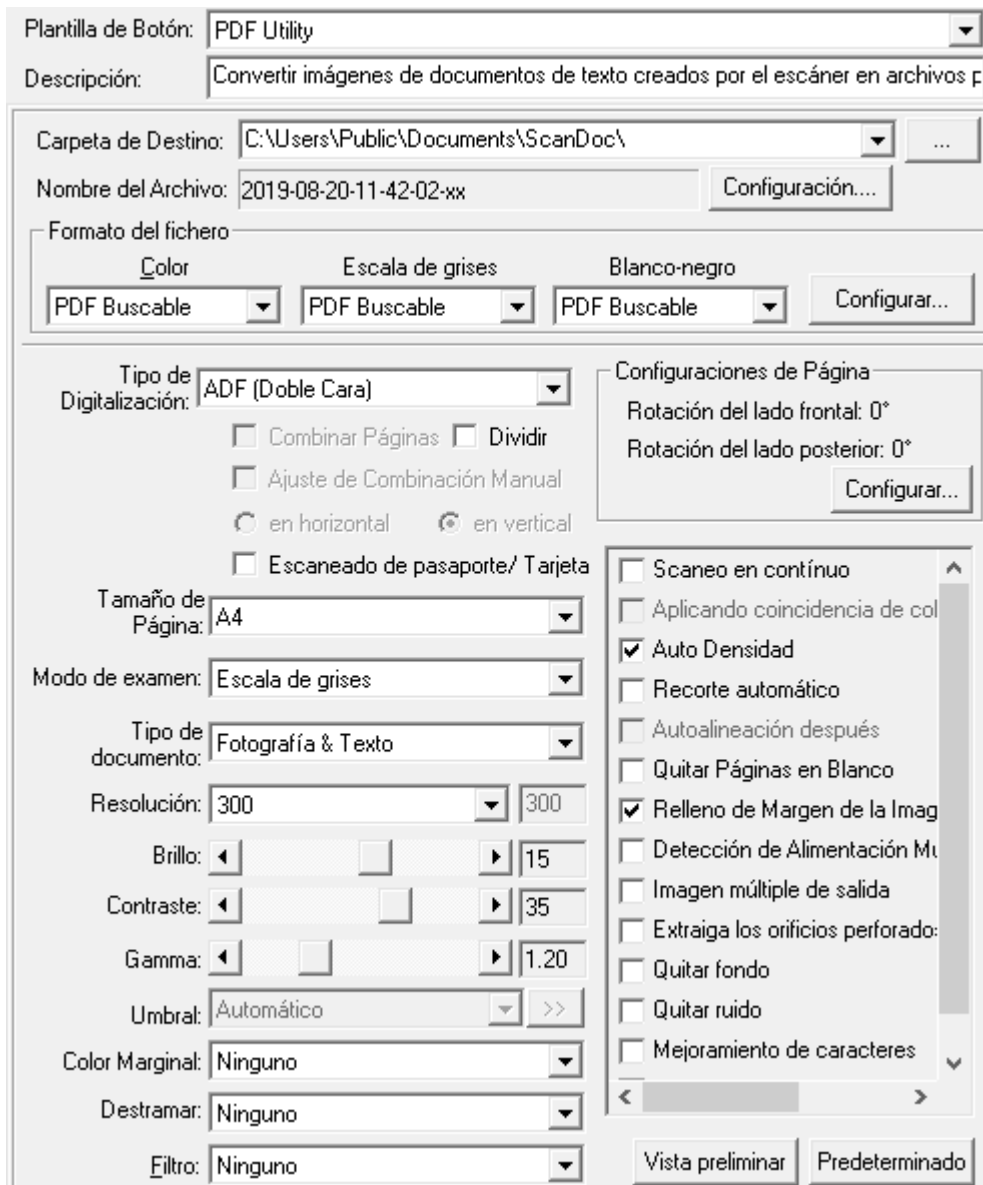 Plantilla de Botón: PDF Utility
Descripción: Convertir imágenes de documentos de texto creados por el escáner en archivos
Carpeta de Destino: C:\Users\Public\Documents\ScanDoc\ ...
Nombre del Archivo: 2019-08-20-11-42-02-xx Configuración....
Formato del fichero
Color Escala de grises Blanco-negro
PDF Buscable PDF Buscable PDF Buscable Configurar...
Tipo de Digitalización: ADF (Doble Cara)
Combinar Páginas Dividir
Ajuste de Combinación Manual
en horizontal en vertical
Escaneado de pasaporte/ Tarjeta
Configuraciones de Página
Rotación del lado frontal: 0°
Rotación del lado posterior: 0°
Configurar...
Tamaño de Página: A4
Modo de examen: Escala de grises
Tipo de documento: Fotografía & Texto
Resolución: 300 300
Brillo: 15
Contraste: 35
Gamma: 1.20
Umbral: Automático >>
Color Marginal: Ninguno
Destramar: Ninguno
Filtro: Ninguno
Scaneo en contínuo
Aplicando coincidencia de col
Auto Densidad
Recorte automático
Autoalineación después
Quitar Páginas en Blanco
Relleno de Margen de la Imag
Detección de Alimentación Mu
Imagen múltiple de salida
Extraiga los orificios perforados
Quitar fondo
Quitar ruido
Mejoramiento de caracteres
Vista preliminar Predeterminado